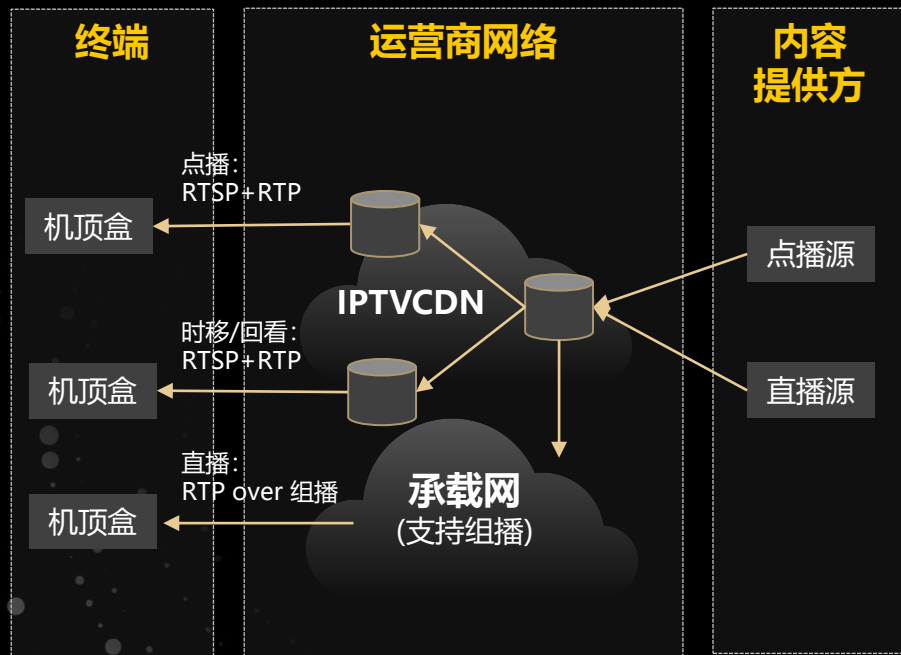 终端
运营商网络
内容
提供方
点播：
RTSP+RTP
机顶盒
点播源
IPTVCDN
时移/回看：
RTSP+RTP
机顶盒
直播源
直播：
RTP over 组播
机顶盒
承载网
(支持组播)